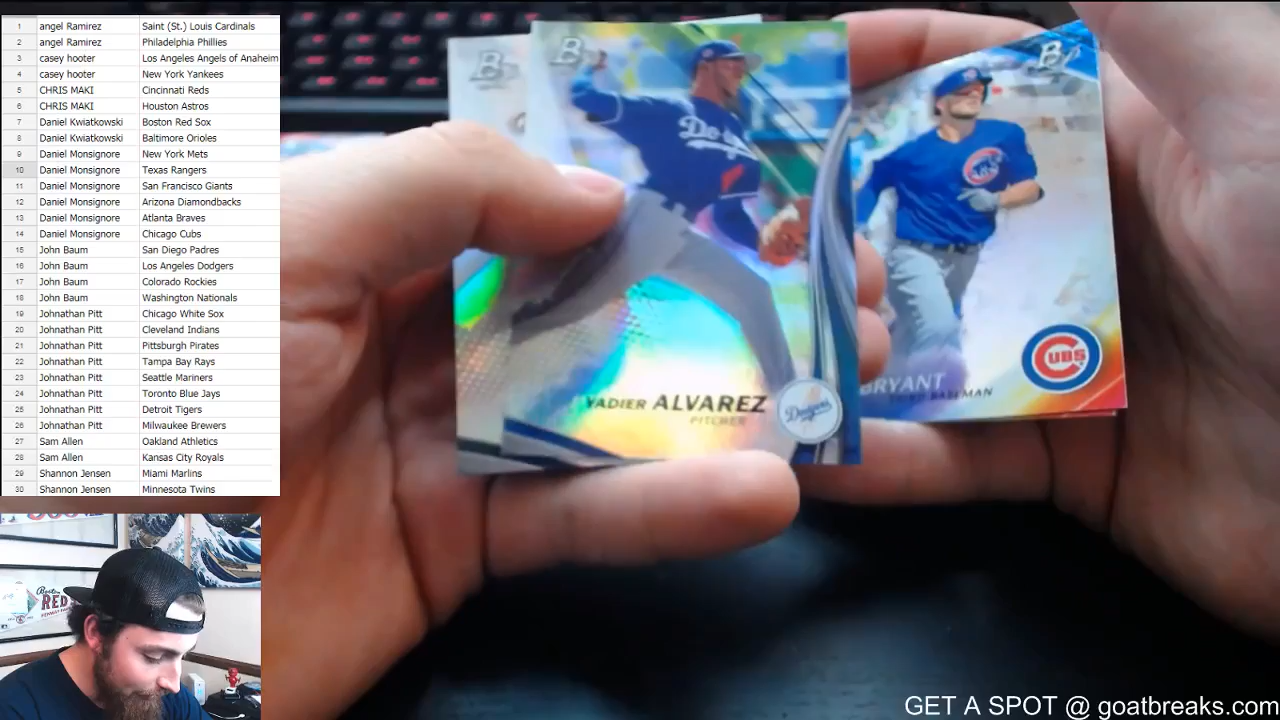 1 angel Ramirez Saint (St.) Louis Cardinals
2 angel Ramirez Philadelphia Phillies
3 casey hooter Los Angeles Angels of Anaheim
4 casey hooter New York Yankees
5 CHRIS MAKI Cincinnati Reds
6 CHRIS MAKI Houston Astros
7 Daniel Kwiatkowski Boston Red Sox
8 Daniel Kwiatkowski Baltimore Orioles
9 Daniel Monsignore New York Mets
10 Daniel Monsignore Texas Rangers
11 Daniel Monsignore San Francisco Giants
12 Daniel Monsignore Arizona Diamondbacks
13 Daniel Monsignore Atlanta Braves
14 Daniel Monsignore Chicago Cubs
15 John Baum San Diego Padres
16 John Baum Los Angeles Dodgers
17 John Baum Colorado Rockies
18 John Baum Washington Nationals
19 Johnathan Pitt Chicago White Sox
20 Johnathan Pitt Cleveland Indians
21 Johnathan Pitt Pittsburgh Pirates
22 Johnathan Pitt Tampa Bay Rays
23 Johnathan Pitt Seattle Mariners
24 Johnathan Pitt Toronto Blue Jays
25 Johnathan Pitt Detroit Tigers
26 Johnathan Pitt Milwaukee Brewers
27 Sam Allen Oakland Athletics
28 Sam Allen Kansas City Royals
29 Shannon Jensen Miami Marlins
30 Shannon Jensen Minnesota Twins
B
B
B
CUBS
YADIER ALVAREZ
PITCHER
Dodgers
BRYANT
BASEMAN
CUBS
Boston
RED
GET A SPOT @ goatbreaks.com